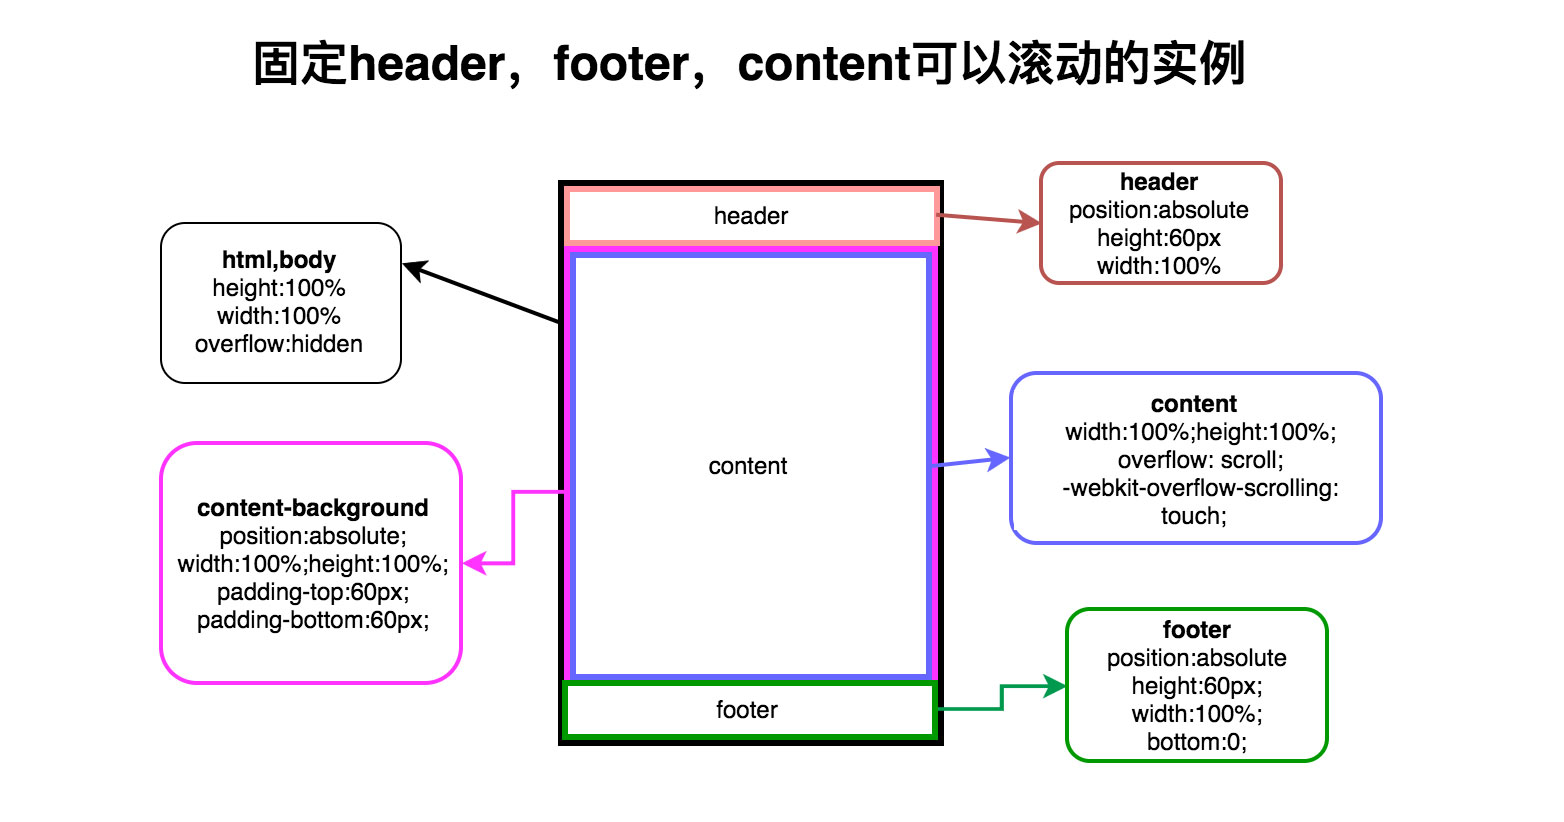 固定header，footer，content可以滚动的实例
html,body
height:100%
width:100%
overflow:hidden
content-background
position:absolute;
width:100%;height:100%;
padding-top:60px;
padding-bottom:60px;
header
content
footer
header
position:absolute
height:60px
width:100%
content
width:100%;height:100%;
overflow: scroll;
-webkit-overflow-scrolling:
touch;
footer
position:absolute
height:60px;
width:100%;
bottom:0;